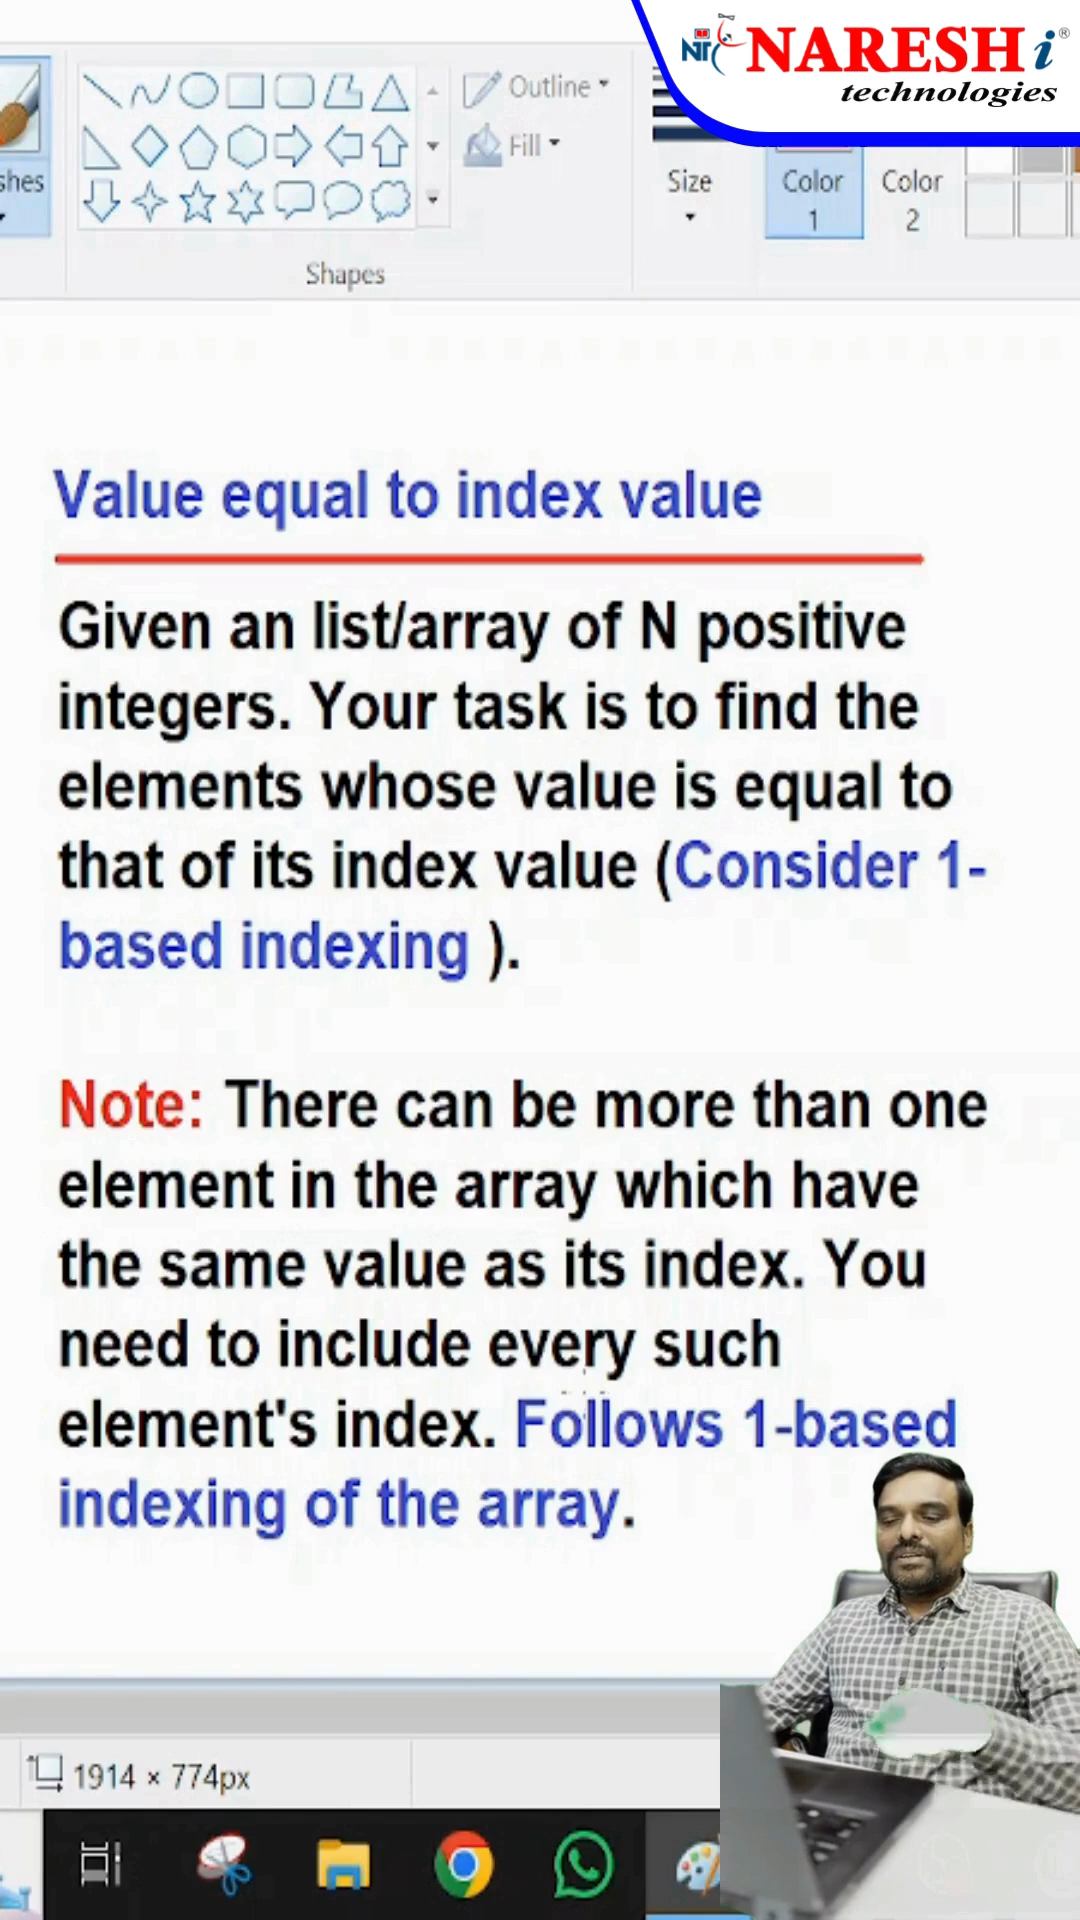 NARESH i®
technologies
Outline
Fill
shes
Size
Color
1
Color
2
Shapes
Value equal to index value
Given an list/array of N positive
integers. Your task is to find the
elements whose value is equal to
that of its index value (Consider 1-
based indexing ).
Note: There can be more than one
element in the array which have
the same value as its index. You
need to include every such
element's index. Follows 1-based
indexing of the array.
1914 × 774px